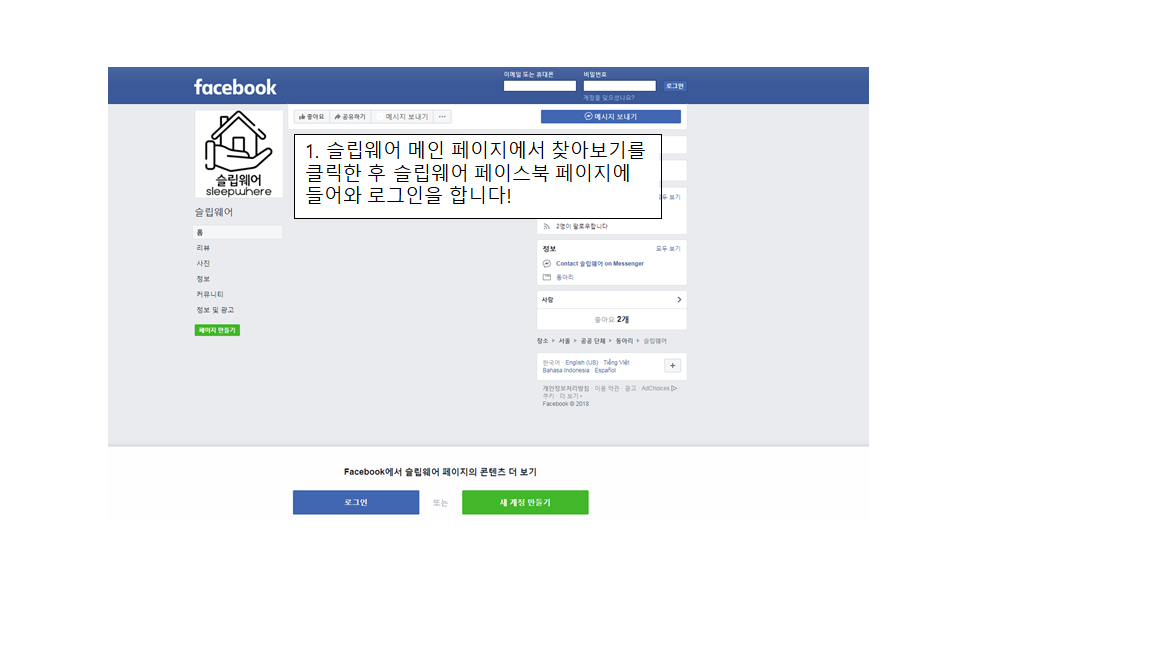 facebook
이메일 또는 휴대폰
비밀번호
로그인
계정을 잊으셨나요?
좋아요
공유하기
메시지 보내기
메시지 보내기
슬립웨어
sleepwhere
1. 슬립웨어 메인 페이지에서 찾아보기를
클릭한 후 슬립웨어 페이스북 페이지에
들어와 로그인을 합니다!
보기
2명이 팔로우합니다
슬립웨어
홈
리뷰
사진
정보
커뮤니티
정보 및 광고
페이지 만들기
정보
모두 보기
Contact 슬립웨어 on Messenger
동아리
사람
좋아요 2개
장소
서울
공공 단체
동아리
슬립웨어
한국어 · English (US) · Tiếng Việt
Bahasa Indonesia · Español
개인정보처리방침 · 이용 약관 · 광고 · AdChoices
쿠키 · 더 보기
Facebook © 2018
Facebook에서 슬립웨어 페이지의 콘텐츠 더 보기
로그인
또는
새 계정 만들기